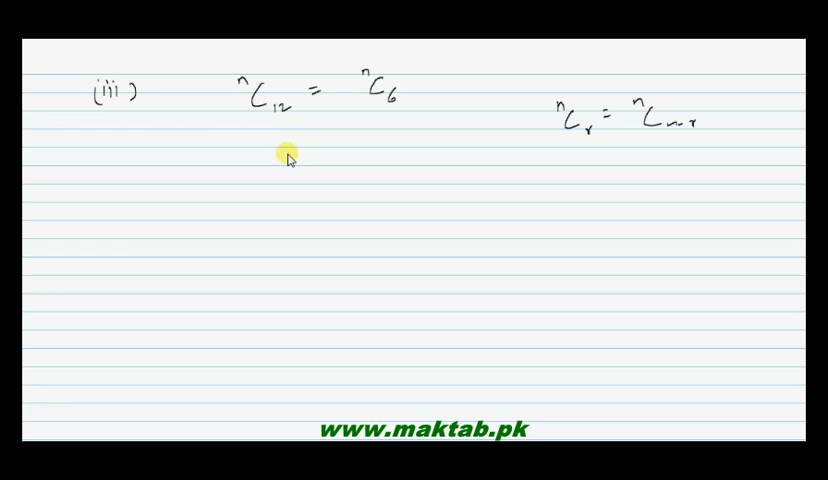 (iii) ⁿC₁₂ = ⁿC₆
ⁿCᵣ = ⁿCₙ₋ᵣ
www.maktab.pk